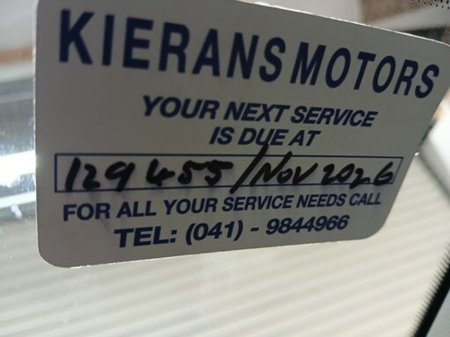 KIERANS MOTORS
YOUR NEXT SERVICE
IS DUE AT
129455/Nov 2026
FOR ALL YOUR SERVICE NEEDS CALL
TEL: (041) - 9844966